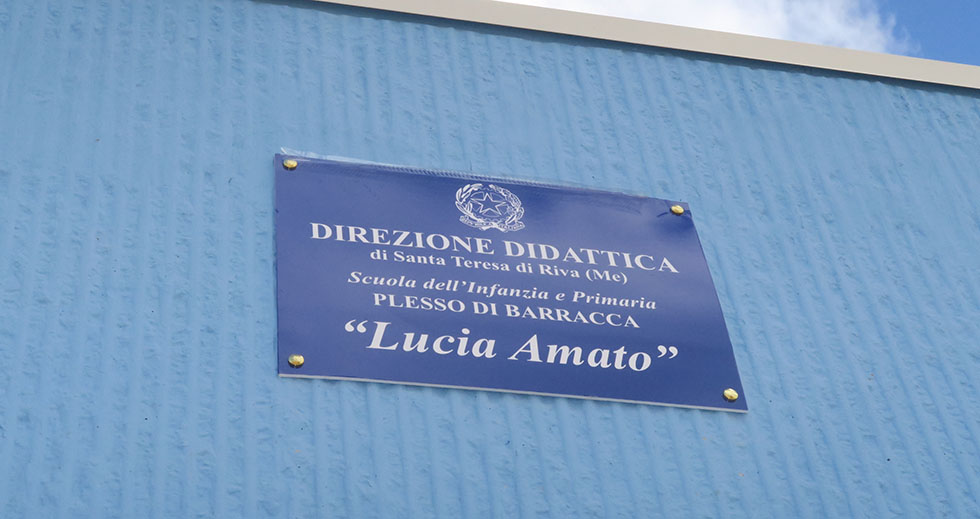 DIREZIONE DIDATTICA
di Santa Teresa di Riva (Me)
Scuola dell'Infanzia e Primaria
PLESSO DI BARRACCA
“Lucia Amato”